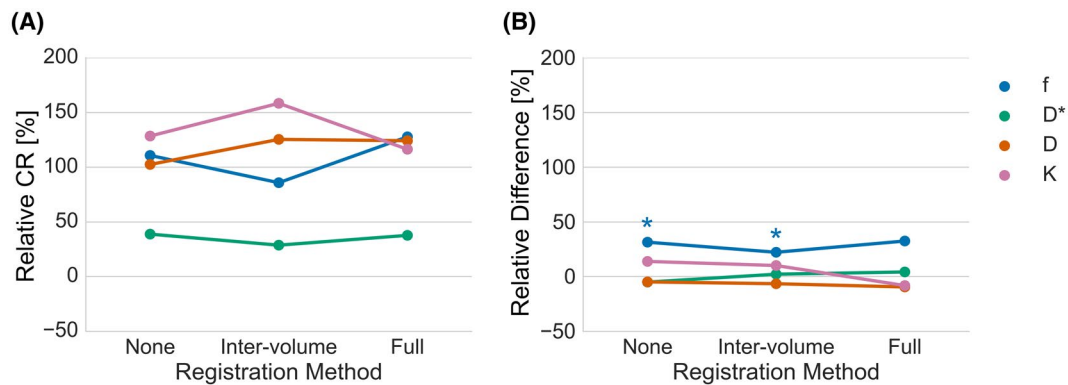 (A)
Relative CR [%]
200
150
100
50
0
−50
None Inter-volume Full
Registration Method
(B)
Relative Difference [%]
200
150
100
50
0
−50
* *
None Inter-volume Full
Registration Method
f
D*
D
K